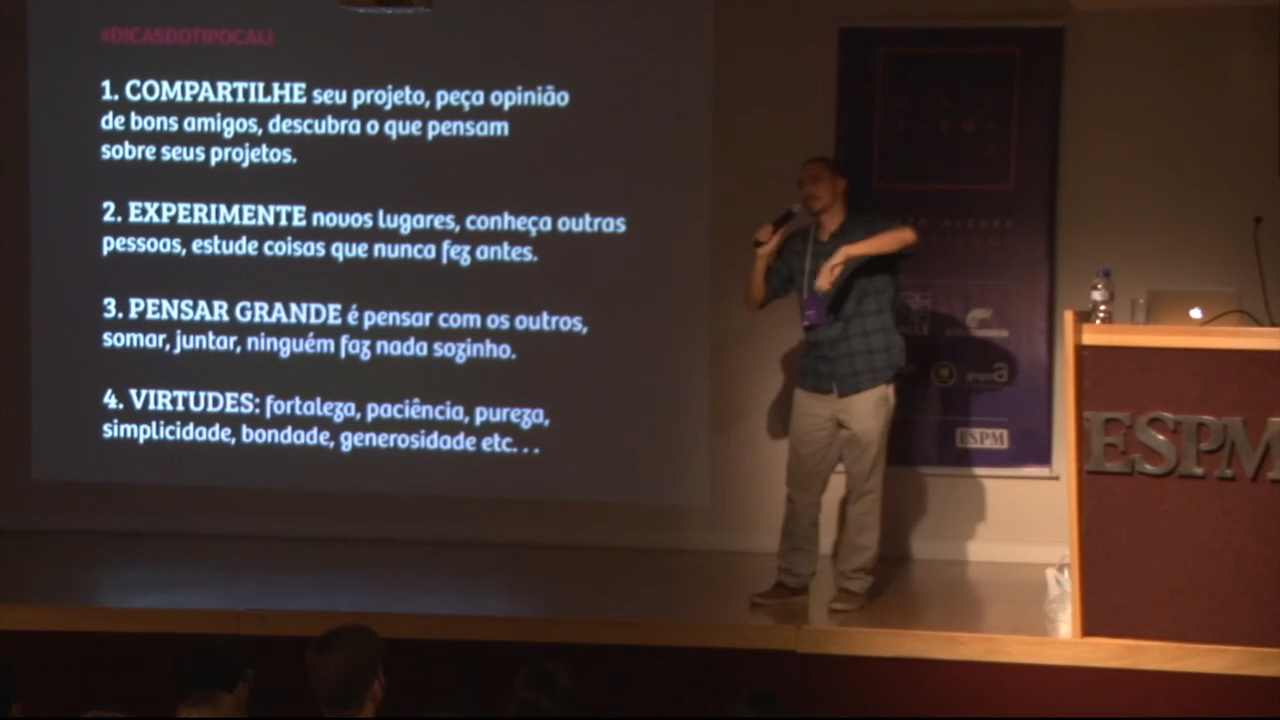 #DICASDOTIPOCALI
1. COMPARTILHE seu projeto, peça opinião
de bons amigos, descubra o que pensam
sobre seus projetos.
2. EXPERIMENTE novos lugares, conheça outras
pessoas, estude coisas que nunca fez antes.
3. PENSAR GRANDE é pensar com os outros,
somar, juntar, ninguém faz nada sozinho.
4. VIRTUDES: fortaleza, paciência, pureza,
simplicidade, bondade, generosidade etc...
ESPM
ESPM